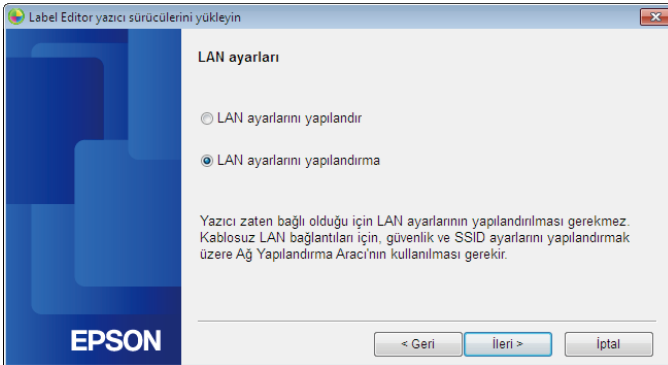 Label Editor yazıcı sürücülerini yükleyin
LAN ayarları
LAN ayarlarını yapılandır
LAN ayarlarını yapılandırma
Yazıcı zaten bağlı olduğu için LAN ayarlarının yapılandırılması gerekmez.
Kablosuz LAN bağlantıları için, güvenlik ve SSID ayarlarını yapılandırmak
üzere Ağ Yapılandırma Aracı'nın kullanılması gerekir.
EPSON
< Geri
İleri >
İptal